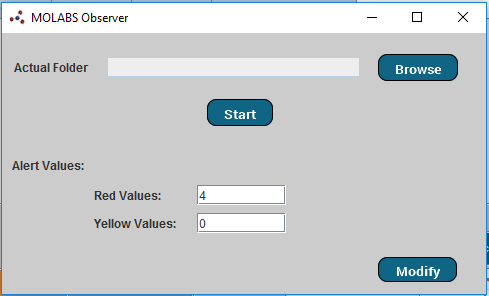 MOLABS Observer
Actual Folder Browse
Start
Alert Values:
Red Values: 4
Yellow Values: 0
Modify